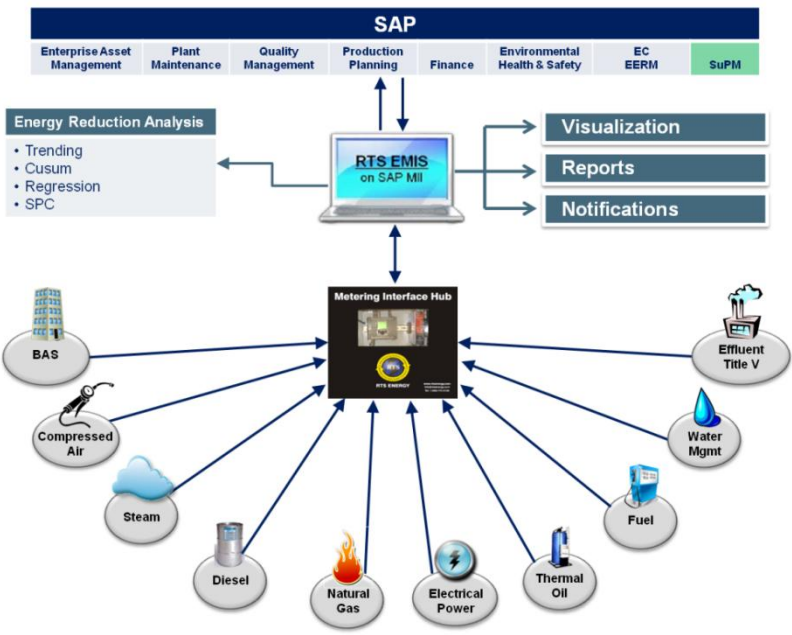 SAP
Enterprise Asset
Management
Plant
Maintenance
Quality
Management
Production
Planning
Finance
Environmental
Health & Safety
EC
EERM
SuPM
Energy Reduction Analysis
• Trending
• Cusum
• Regression
• SPC
RTS EMIS
on SAP MII
Visualization
Reports
Notifications
Metering Interface Hub
RTS
RTS ENERGY
BAS
Effluent
Title V
Compressed
Air
Water
Mgmt
Steam
Fuel
Diesel
Natural
Gas
Electrical
Power
Thermal
Oil